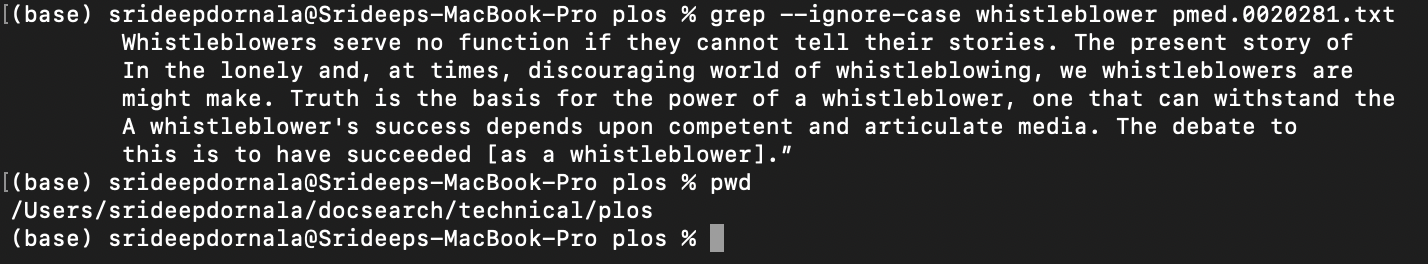 [(base) srideepdornala@Srideeps-MacBook-Pro plos % grep --ignore-case whistleblower pmed.0020281.txt
Whistleblowers serve no function if they cannot tell their stories. The present story of
In the lonely and, at times, discouraging world of whistleblowing, we whistleblowers are
might make. Truth is the basis for the power of a whistleblower, one that can withstand the
A whistleblower's success depends upon competent and articulate media. The debate to
this is to have succeeded [as a whistleblower].”
[(base) srideepdornala@Srideeps-MacBook-Pro plos % pwd
/Users/srideepdornala/docsearch/technical/plos
(base) srideepdornala@Srideeps-MacBook-Pro plos %